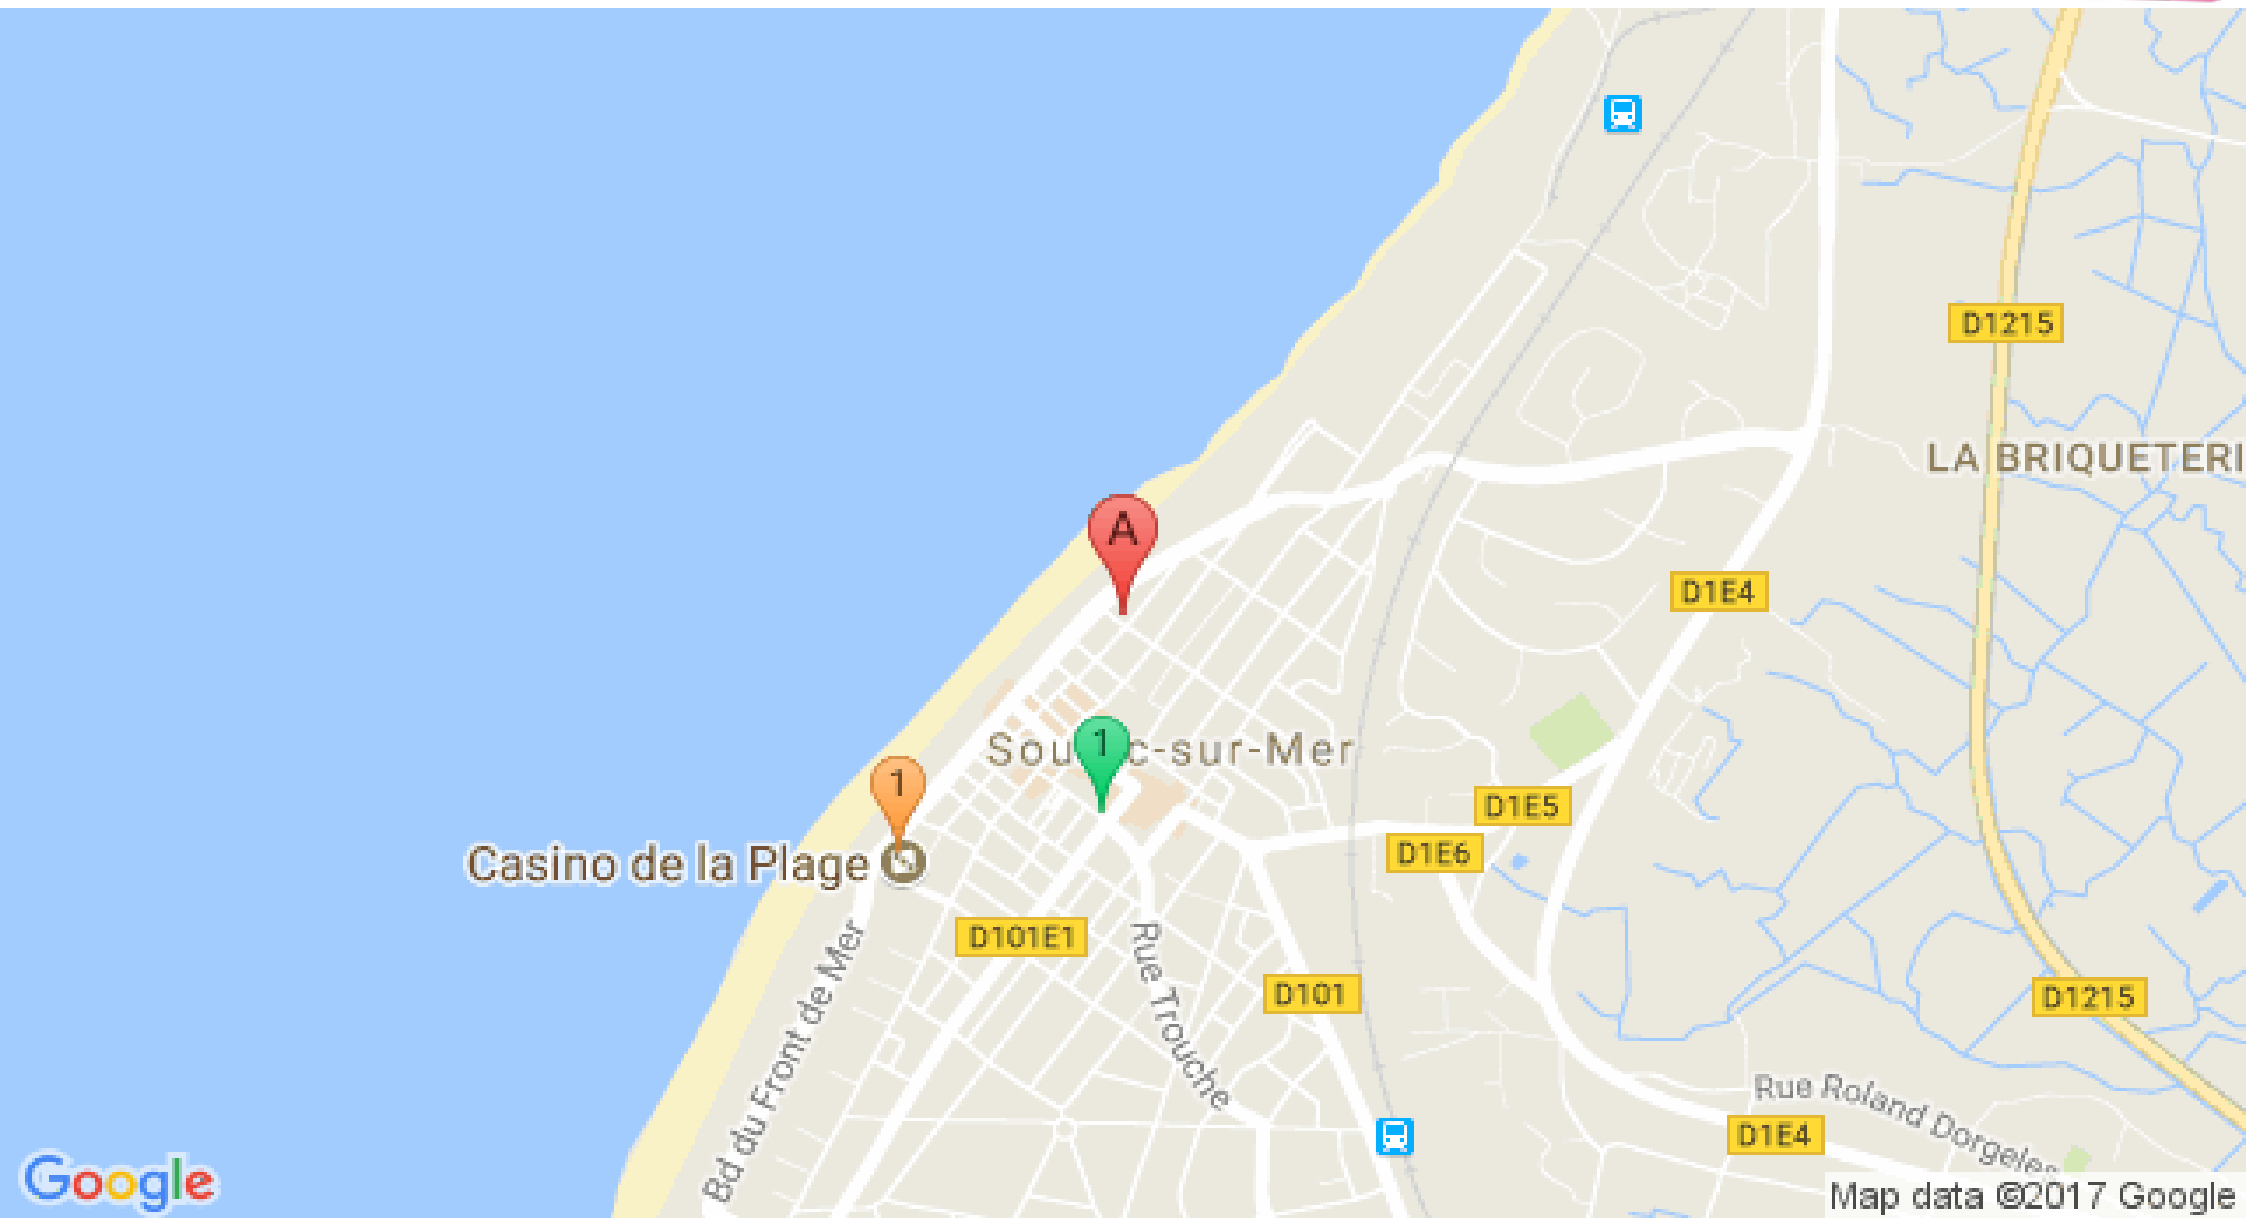 D1215
LA BRIQUETERI
A
D1E4
Sou c-sur-Mer
1
1
D1E5
Casino de la Plage
D1E6
D101E1
Rue Trouche
Bd du Front de Mer
D101
D1215
Rue Roland Dorgeles
D1E4
Google
Map data ©2017 Google